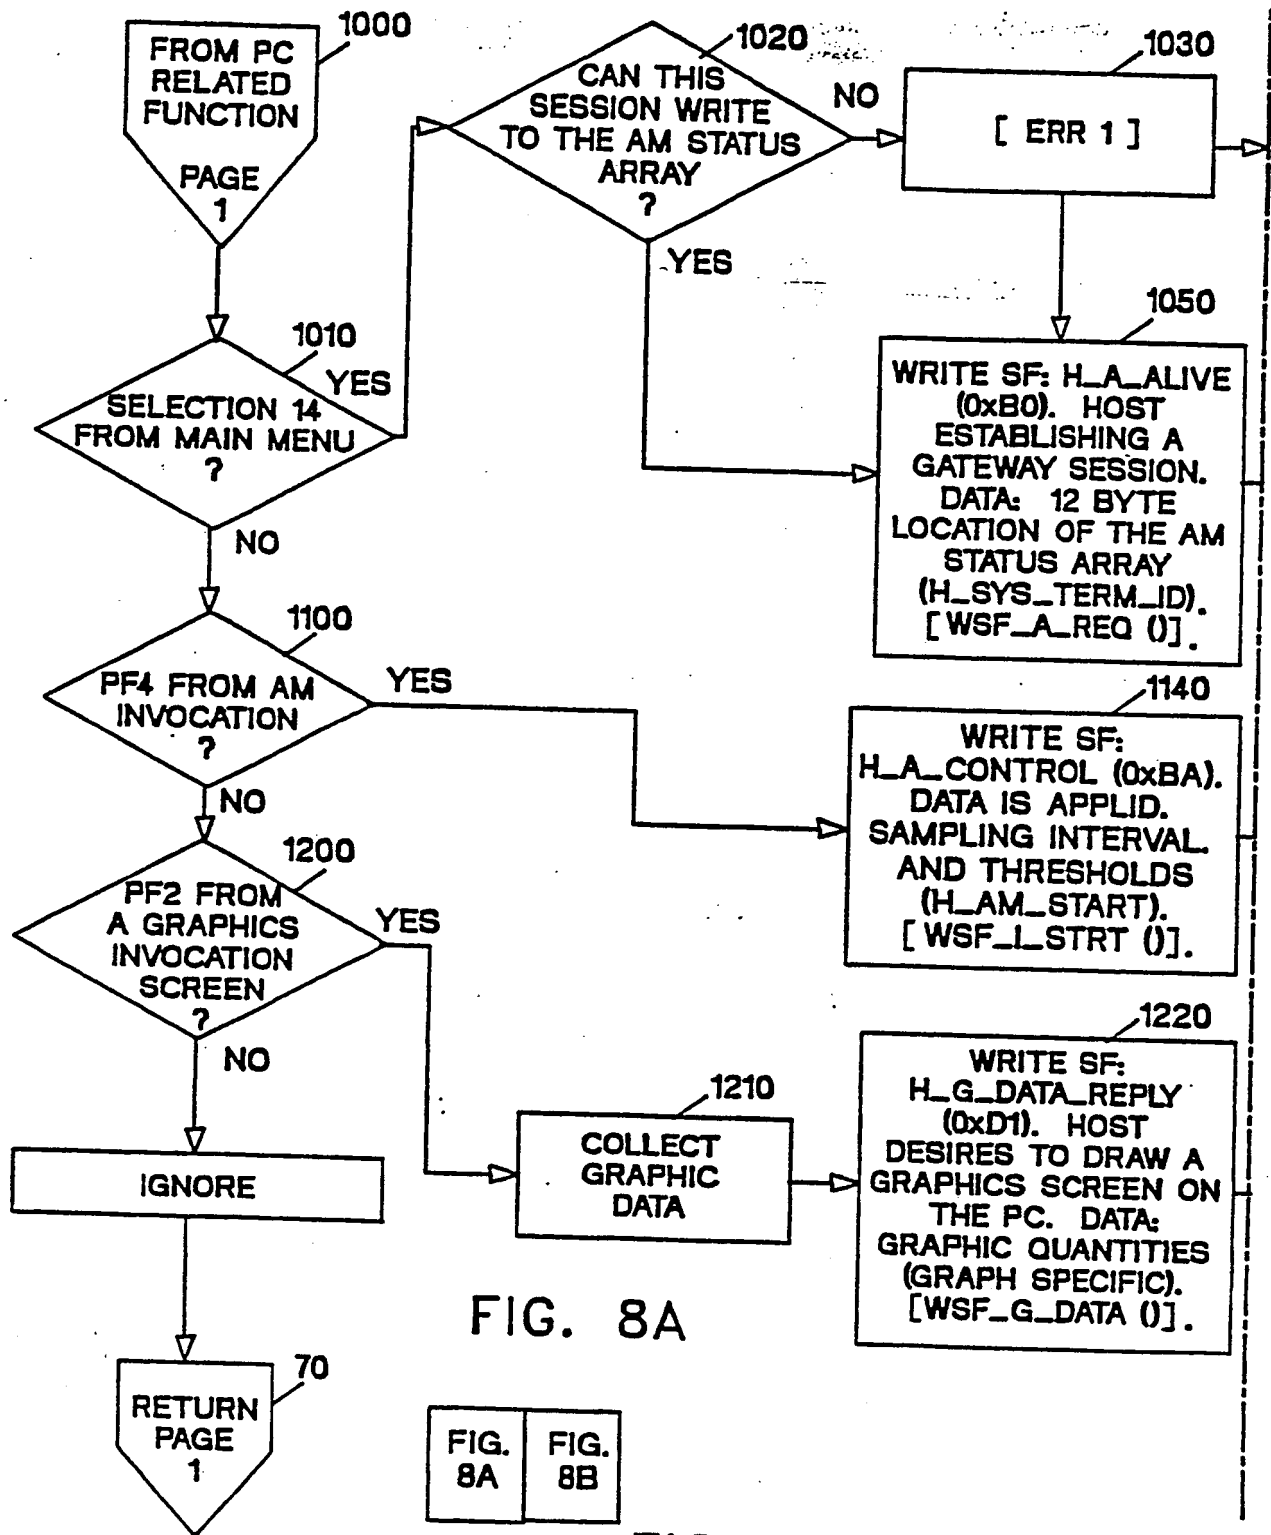 1000
FROM PC
RELATED
FUNCTION
PAGE
1
1010
SELECTION 14
FROM MAIN MENU
?
YES
NO
1020
CAN THIS
SESSION WRITE
TO THE AM STATUS
ARRAY
?
NO
YES
1030
[ ERR 1 ]
1050
WRITE SF: H_A_ALIVE
(0xB0). HOST
ESTABLISHING A
GATEWAY SESSION.
DATA: 12 BYTE
LOCATION OF THE AM
STATUS ARRAY
(H_SYS_TERM_ID).
[ WSF_A_REQ ()] .
1100
PF4 FROM AM
INVOCATION
?
YES
NO
1140
WRITE SF:
H_A_CONTROL (0xBA).
DATA IS APPLID.
SAMPLING INTERVAL.
AND THRESHOLDS
(H_AM_START).
[ WSF_I_STRT ()] .
1200
PF2 FROM
A GRAPHICS
INVOCATION
SCREEN
?
YES
NO
1210
COLLECT
GRAPHIC
DATA
1220
WRITE SF:
H_G_DATA_REPLY
(0xD1). HOST
DESIRES TO DRAW A
GRAPHICS SCREEN ON
THE PC. DATA:
GRAPHIC QUANTITIES
(GRAPH SPECIFIC).
[WSF_G_DATA ()] .
IGNORE
70
RETURN
PAGE
1
FIG. 8A
FIG.
8A
FIG.
8B